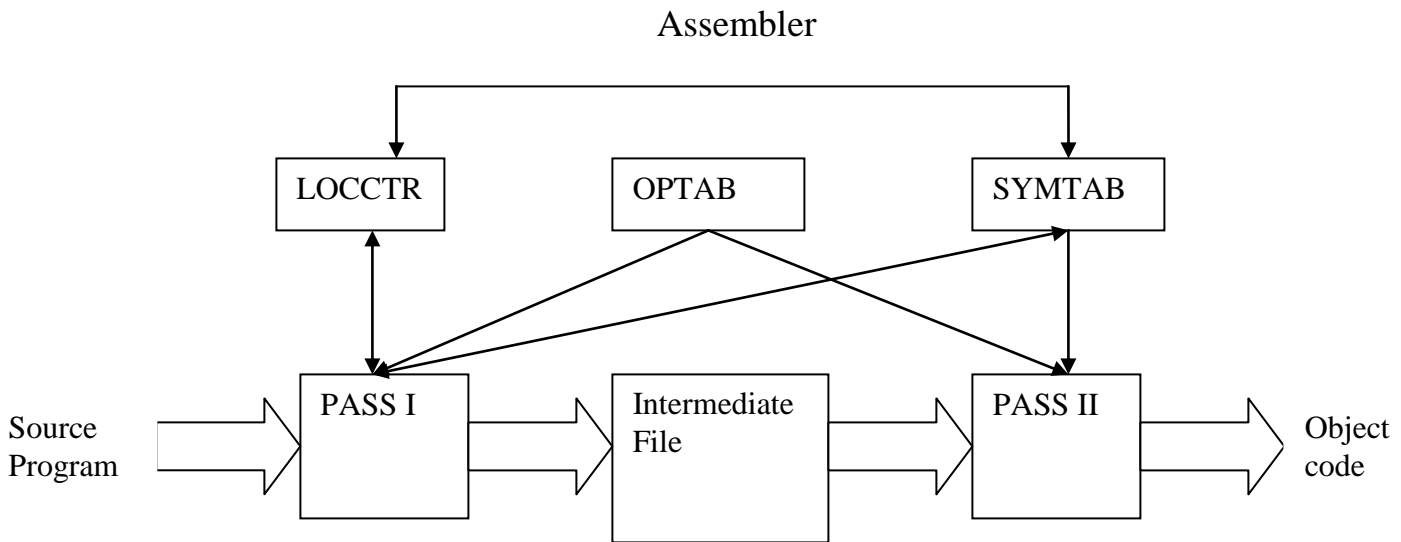 Assembler
LOCCTR
OPTAB
SYMTAB
PASS I
Intermediate
File
PASS II
Source
Program
Object
code